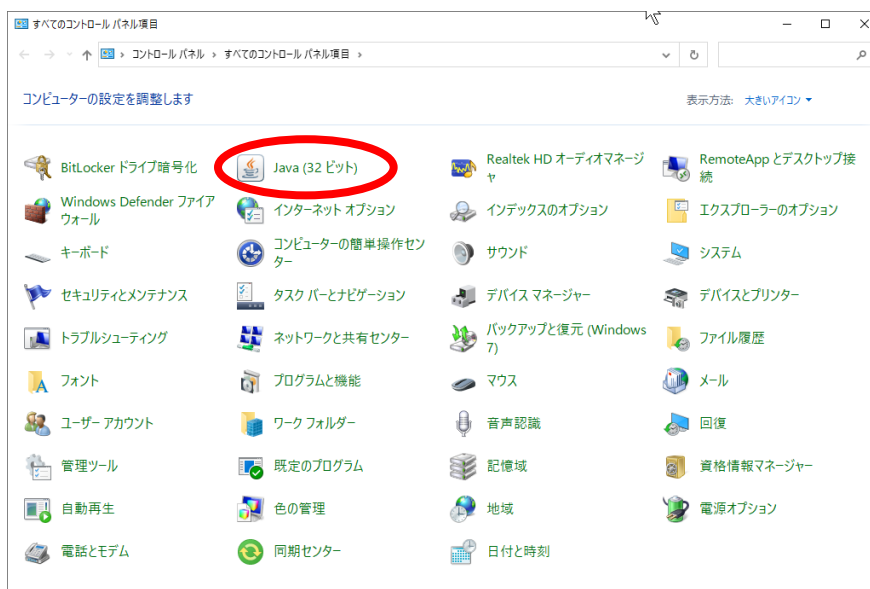 すべてのコントロール パネル項目
コントロール パネル › すべてのコントロール パネル項目 ›
コンピューターの設定を調整します
表示方法: 大きいアイコン
BitLocker ドライブ暗号化
Java (32 ビット)
Realtek HD オーディオマネージ
ャ
RemoteApp とデスクトップ接
続
Windows Defender ファイア
ウォール
インターネット オプション
インデックスのオプション
エクスプローラーのオプション
キーボード
コンピューターの簡単操作セン
ター
サウンド
システム
セキュリティとメンテナンス
タスク バーとナビゲーション
デバイス マネージャー
デバイスとプリンター
トラブルシューティング
ネットワークと共有センター
バックアップと復元 (Windows
7)
ファイル履歴
フォント
プログラムと機能
マウス
メール
ユーザー アカウント
ワーク フォルダー
音声認識
回復
管理ツール
既定のプログラム
記憶域
資格情報マネージャー
自動再生
色の管理
地域
電源オプション
電話とモデム
同期センター
日付と時刻